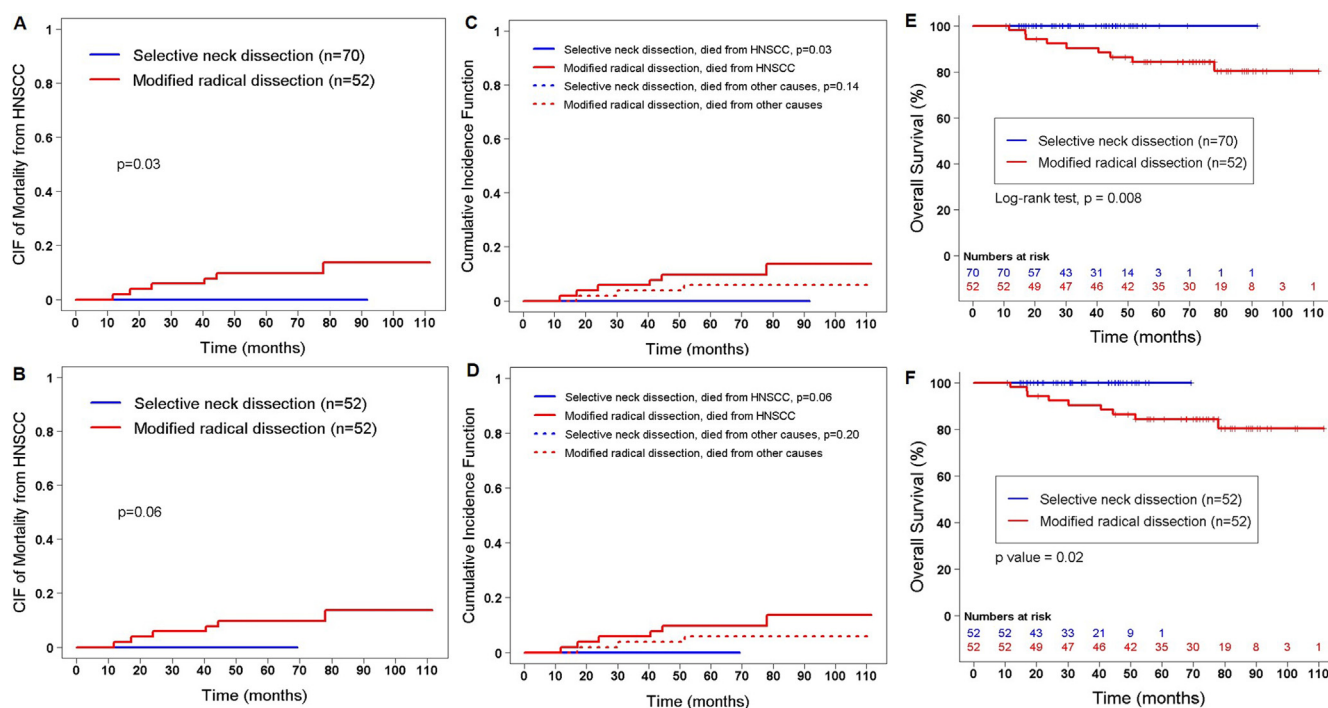 A
CIF of Mortality from HNSCC
1
0.8
0.6
0.4
0.2
0
Selective neck dissection (n=70)
Modified radical dissection (n=52)
p=0.03
0 10 20 30 40 50 60 70 80 90 100 110
Time (months)
B
CIF of Mortality from HNSCC
1
0.8
0.6
0.4
0.2
0
Selective neck dissection (n=52)
Modified radical dissection (n=52)
p=0.06
0 10 20 30 40 50 60 70 80 90 100 110
Time (months)
C
Cumulative Incidence Function
1
0.8
0.6
0.4
0.2
0
Selective neck dissection, died from HNSCC, p=0.03
Modified radical dissection, died from HNSCC
Selective neck dissection, died from other causes, p=0.14
Modified radical dissection, died from other causes
0 10 20 30 40 50 60 70 80 90 100 110
Time (months)
D
Cumulative Incidence Function
1
0.8
0.6
0.4
0.2
0
Selective neck dissection, died from HNSCC, p=0.06
Modified radical dissection, died from HNSCC
Selective neck dissection, died from other causes, p=0.20
Modified radical dissection, died from other causes
0 10 20 30 40 50 60 70 80 90 100 110
Time (months)
E
Overall Survival (%)
100
80
60
40
20
0
Selective neck dissection (n=70)
Modified radical dissection (n=52)
Log-rank test, p = 0.008
Numbers at risk
70 70 57 43 31 14 3 1 1 1
52 52 49 47 46 42 35 30 19 8 3 1
0 10 20 30 40 50 60 70 80 90 100 110
Time (months)
F
Overall Survival (%)
100
80
60
40
20
0
Selective neck dissection (n=52)
Modified radical dissection (n=52)
p value = 0.02
Numbers at risk
52 52 43 33 21 9 1
52 52 49 47 46 42 35 30 19 8 3 1
0 10 20 30 40 50 60 70 80 90 100 110
Time (months)